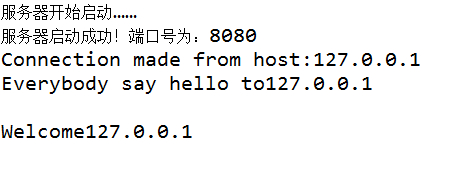 服务器开始启动……
服务器启动成功！端口号为：8080
Connection made from host:127.0.0.1
Everybody say hello to127.0.0.1
Welcome127.0.0.1